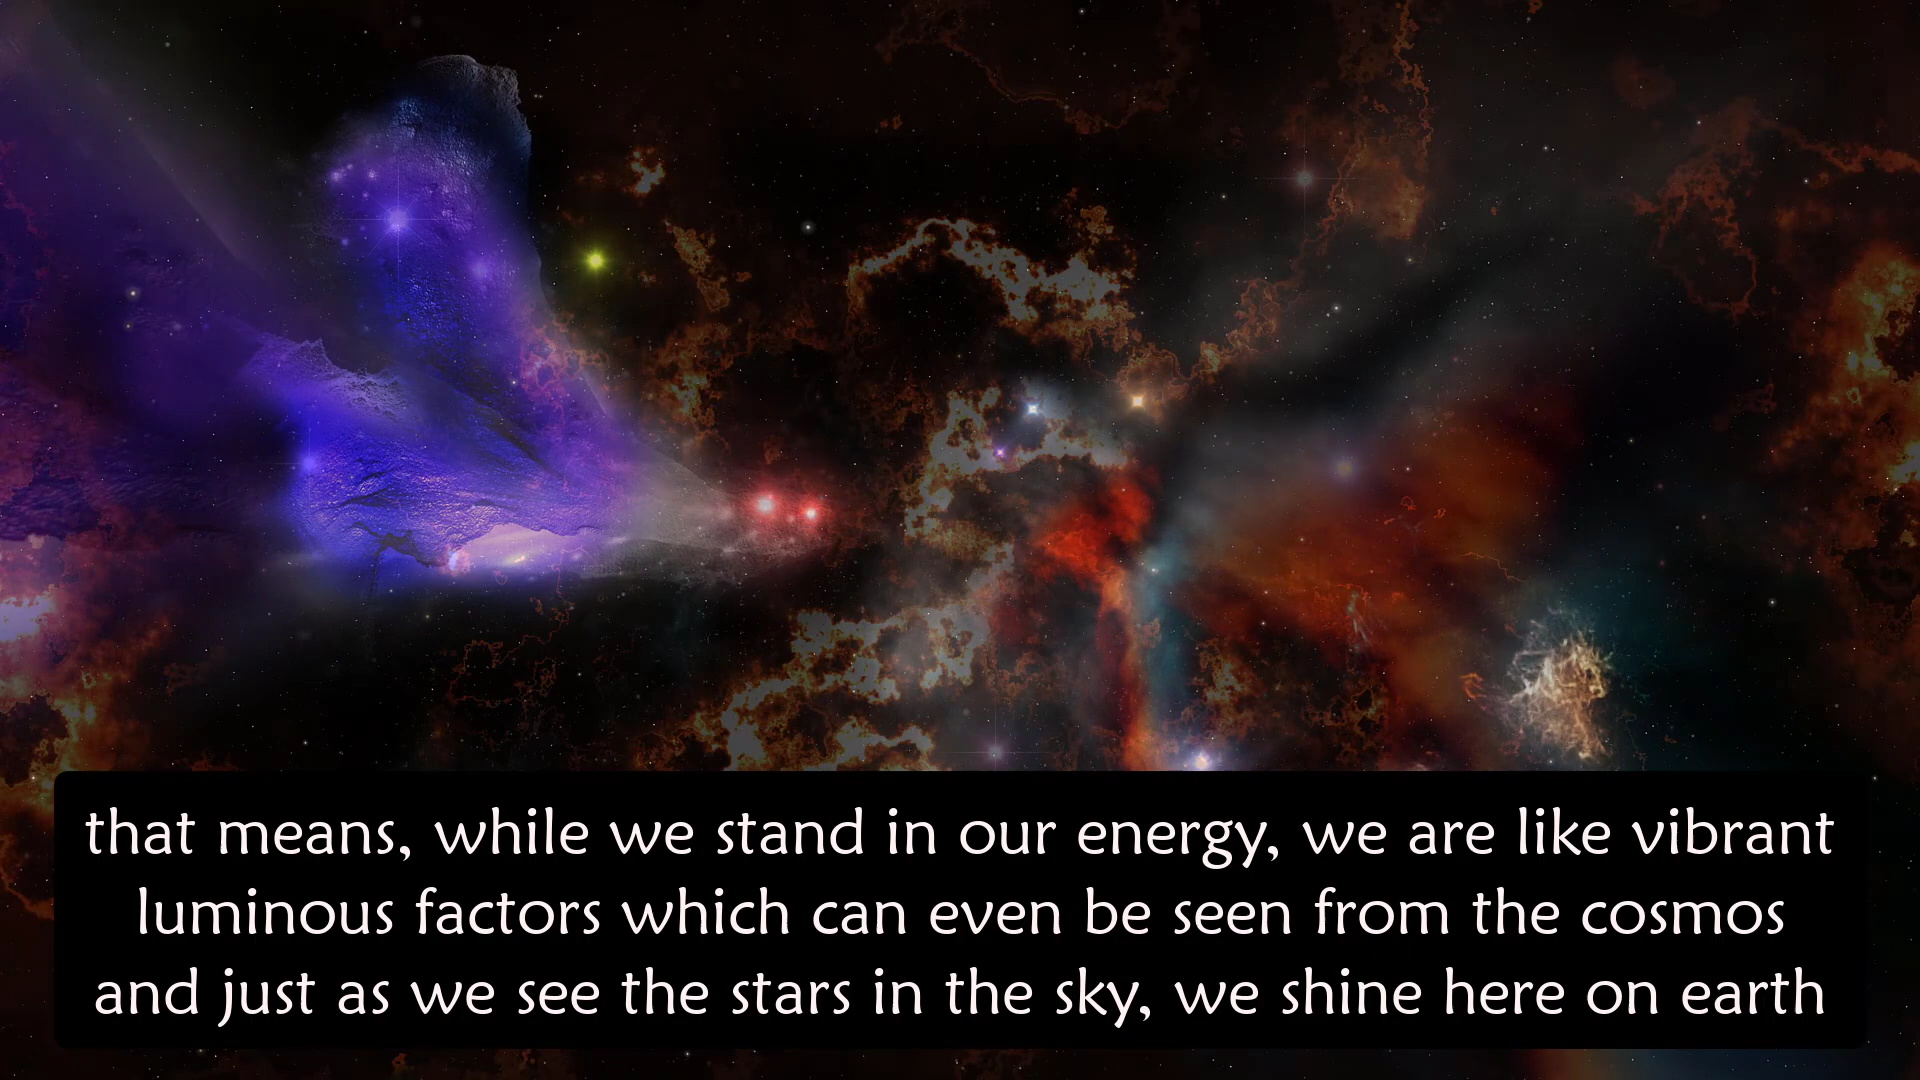 that means, while we stand in our energy, we are like vibrant
luminous factors which can even be seen from the cosmos
and just as we see the stars in the sky, we shine here on earth